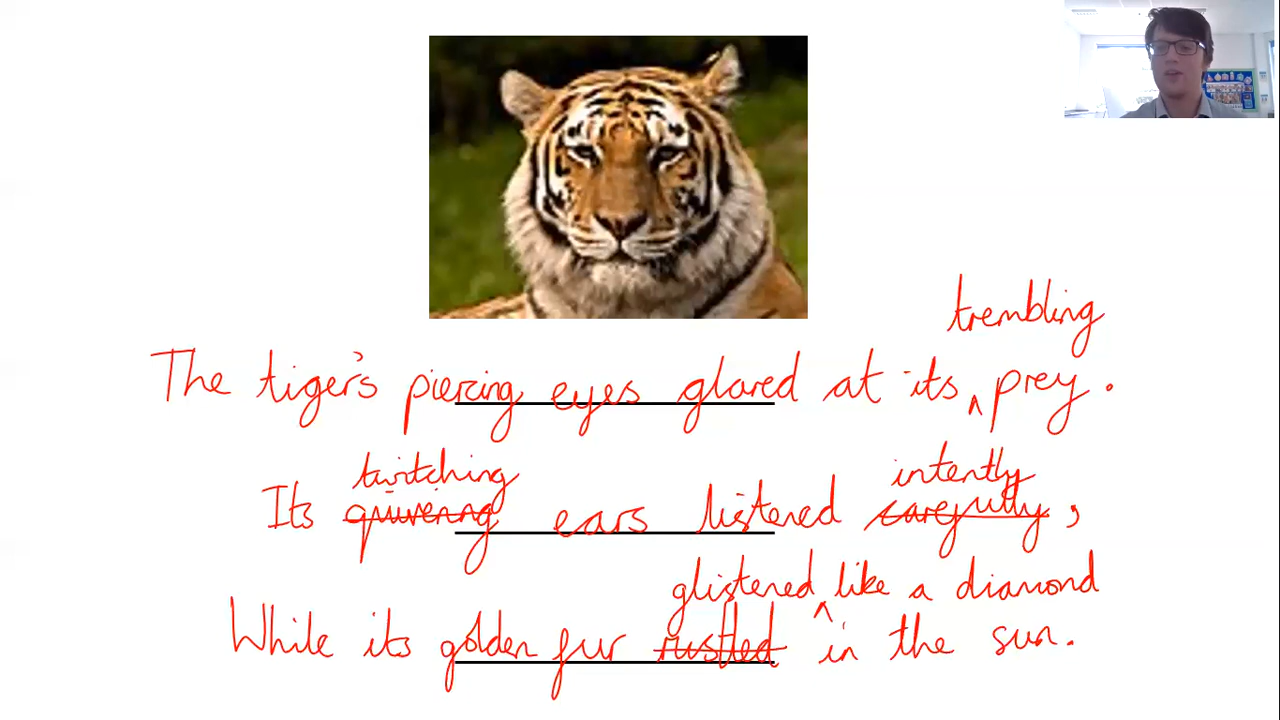 trembling
The tiger's piercing eyes glared at its ^ prey.
twitching intently
Its quivering ears listened carefully,
glistened like a diamond
While its golden fur rustled ^ in the sun.